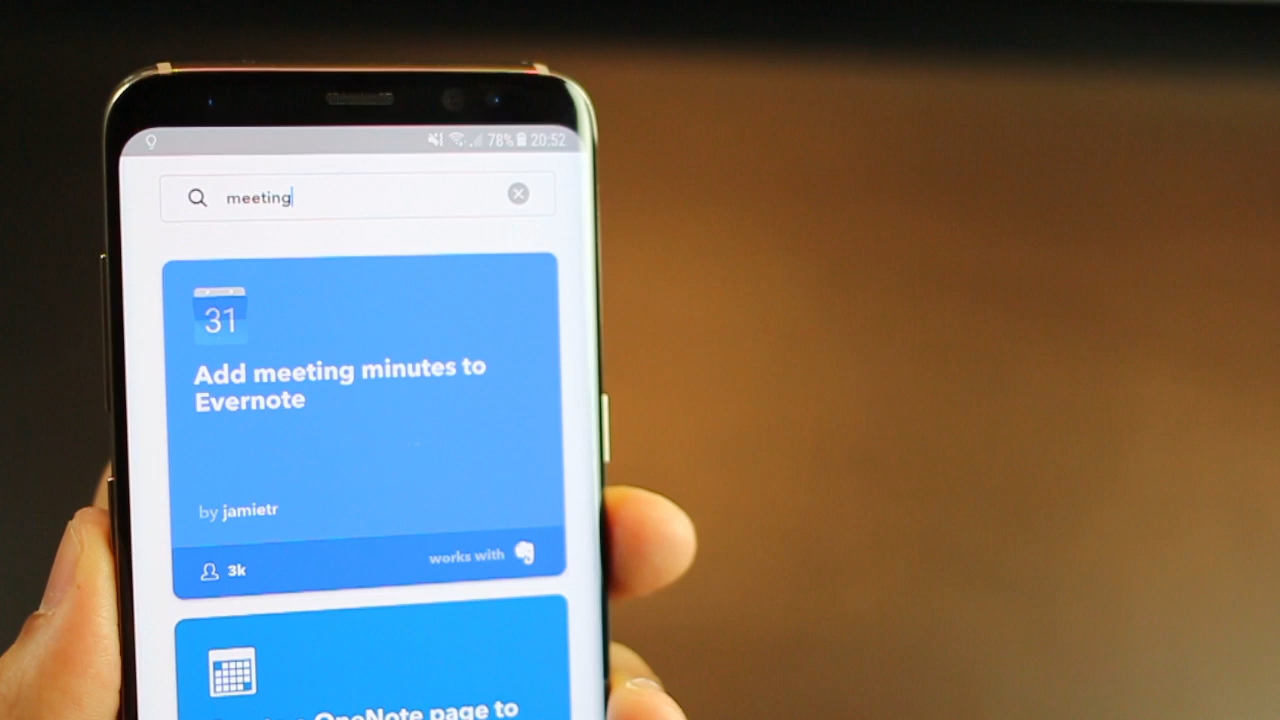 78% 20:52
meeting
31
Add meeting minutes to
Evernote
by jamietr
3k
works with
OneNote page to